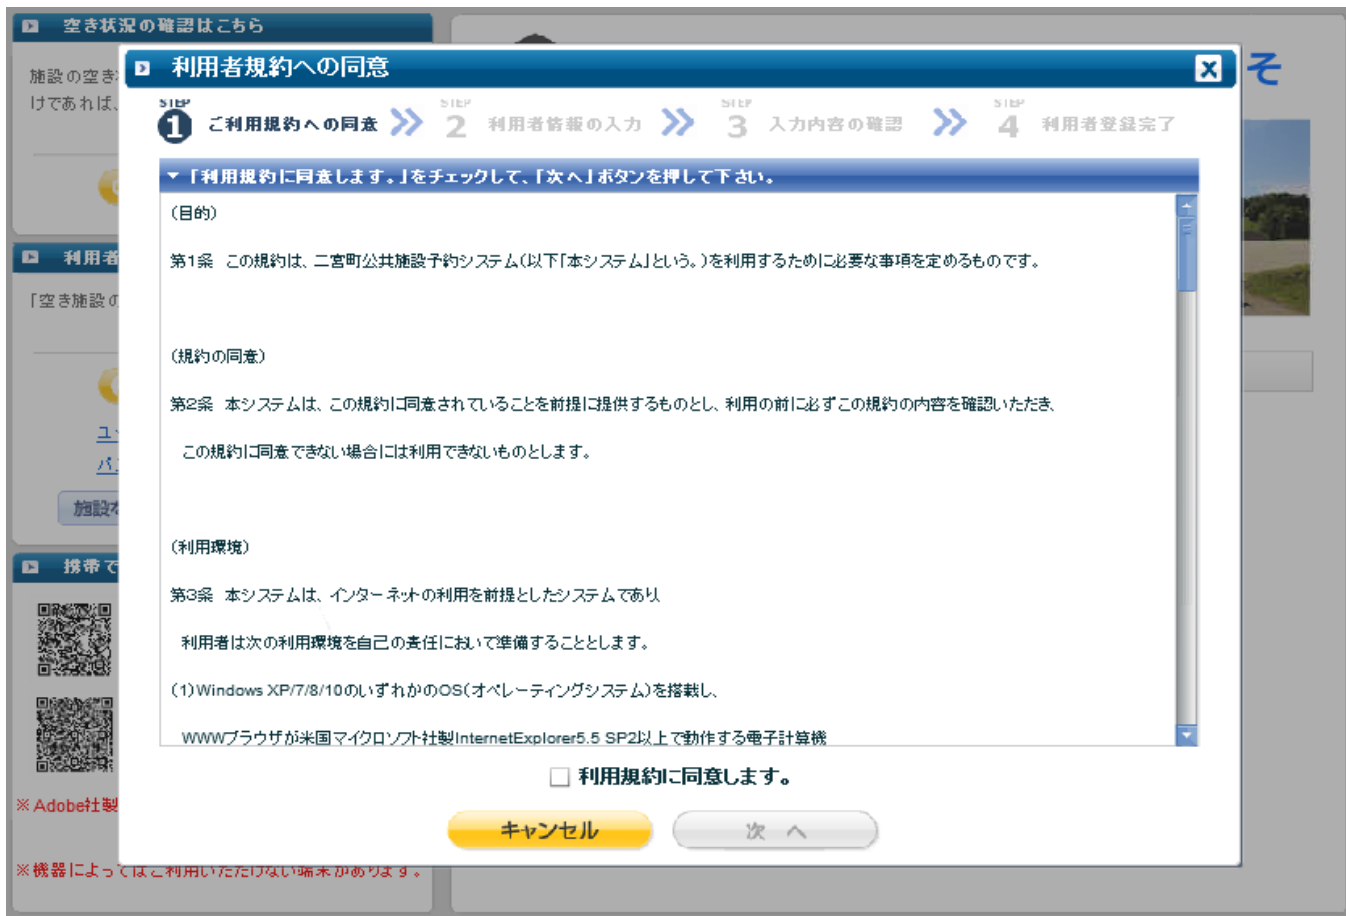 空き状況の確認はこちら
施設の空き
けであれば、
そ
利用者規約への同意
STEP
1 ご利用規約への同意
STEP
2 利用者情報の入力
STEP
3 入力内容の確認
STEP
4 利用者登録完了
▼「利用規約に同意します。」をチェックして、「次へ」ボタンを押して下さい。
(目的)
第1条 この規約は、二宮町公共施設予約システム(以下「本システム」という。)を利用するために必要な事項を定めるものです。
(規約の同意)
第2条 本システムは、この規約に同意されていることを前提に提供するものとし、利用の前に必ずこの規約の内容を確認いただき、
この規約に同意できない場合には利用できないものとします。
(利用環境)
第3条 本システムは、インターネットの利用を前提としたシステムであり、
利用者は次の利用環境を自己の責任において準備することとします。
(1)Windows XP/7/8/10のいずれかのOS(オペレーティングシステム)を搭載し、
WWWブラウザが米国マイクロソフト社製InternetExplorer5.5 SP2以上で動作する電子計算機
利用規約に同意します。
キャンセル
次 へ
利用者
「空き施設の
ユ
パ
施設
携帯で
※Adobe社製
※機器によってはご利用いただけない端末があります。